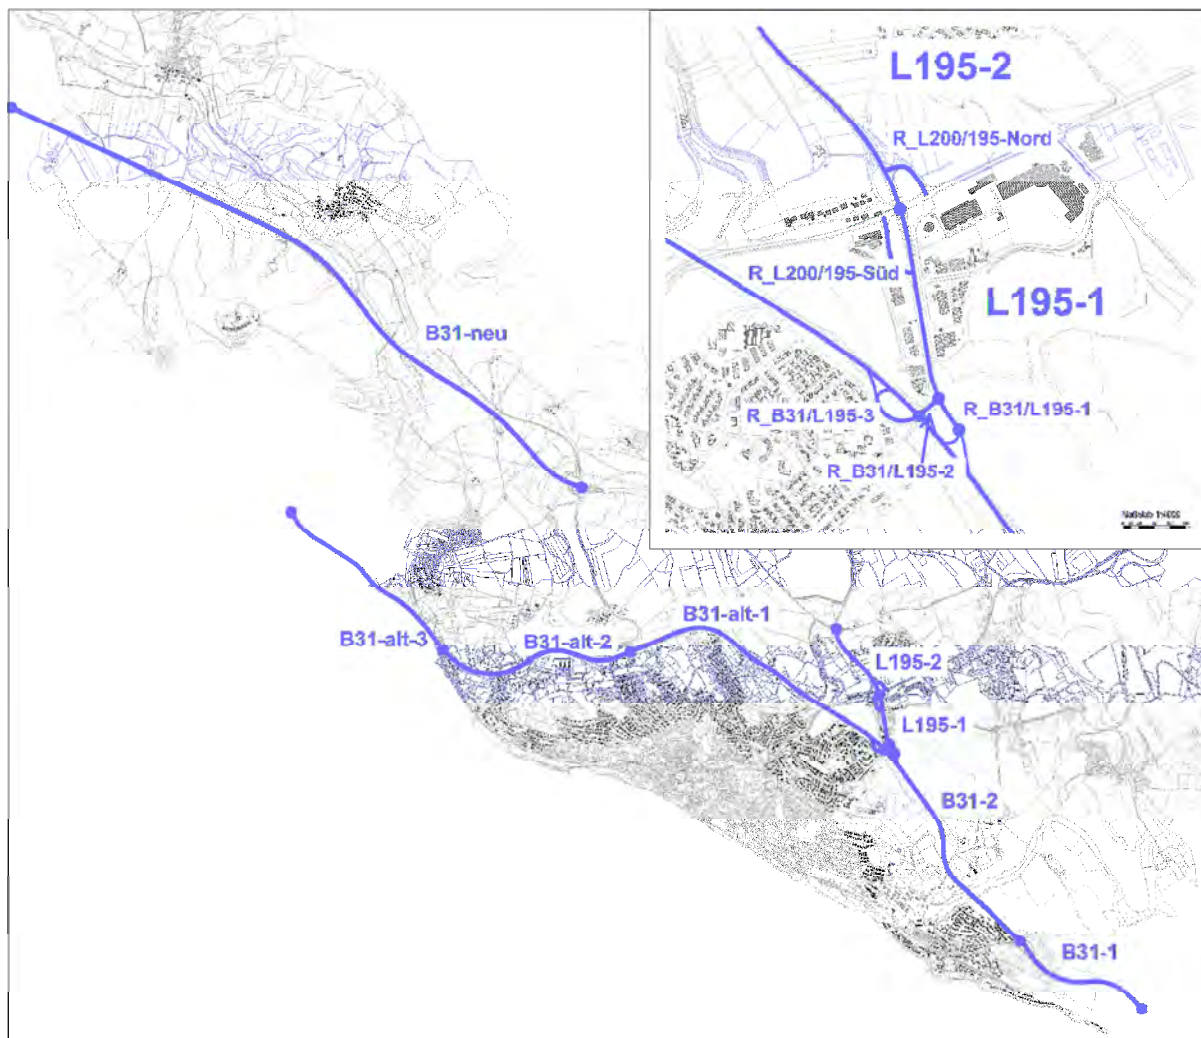 L195-2
R_L200/195-Nord
R_L200/195-Süd
L195-1
R_B31/L195-3
R_B31/L195-1
R_B31/L195-2
B31-neu
B31-alt-1
B31-alt-3
B31-alt-2
L195-2
L195-1
B31-2
B31-1